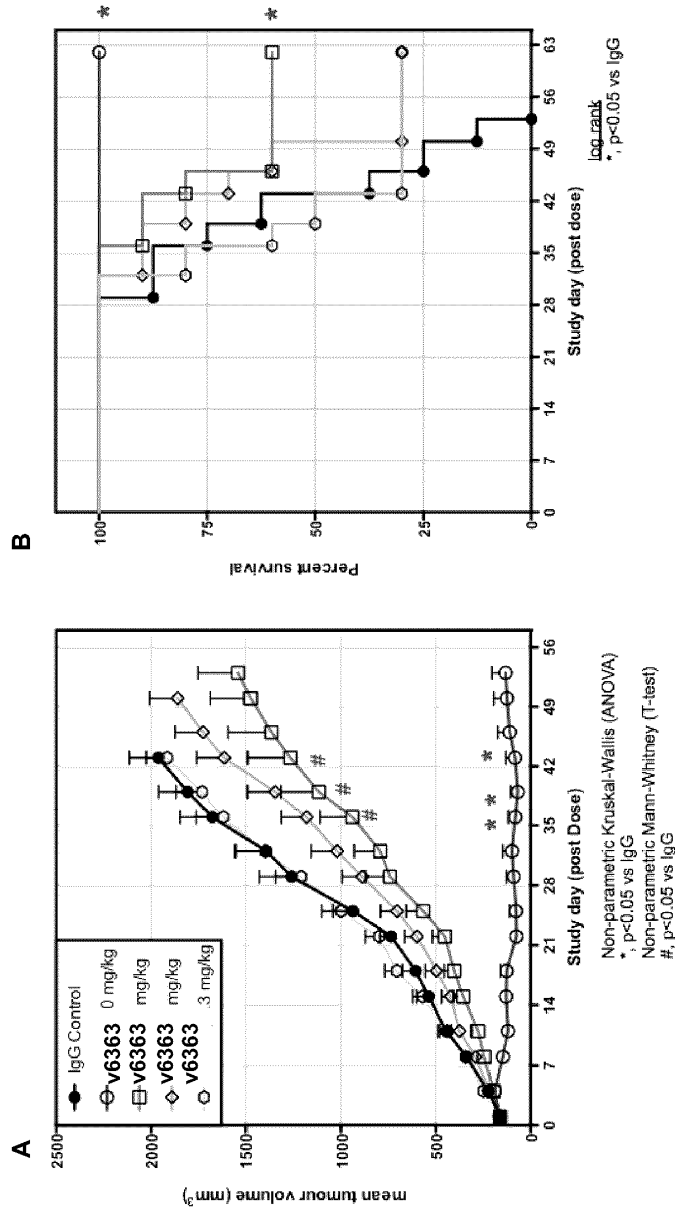 A
2500
2000
1500
1000
500
0
mean tumour volume (mm³)
IgG Control
v6363 0 mg/kg
v6363 mg/kg
v6363 mg/kg
v6363 .3 mg/kg
#
#
#
*
*
*
0 7 14 21 28 35 42 49 56
Study day (post Dose)
Non-parametric Kruskal-Wallis (ANOVA)
*, p<0.05 vs IgG
Non-parametric Mann-Whitney (T-test)
#, p<0.05 vs IgG
B
100
75
50
25
0
Percent survival
*
*
0 7 14 21 28 35 42 49 56 63
Study day (post dose)
log rank
*, p<0.05 vs IgG